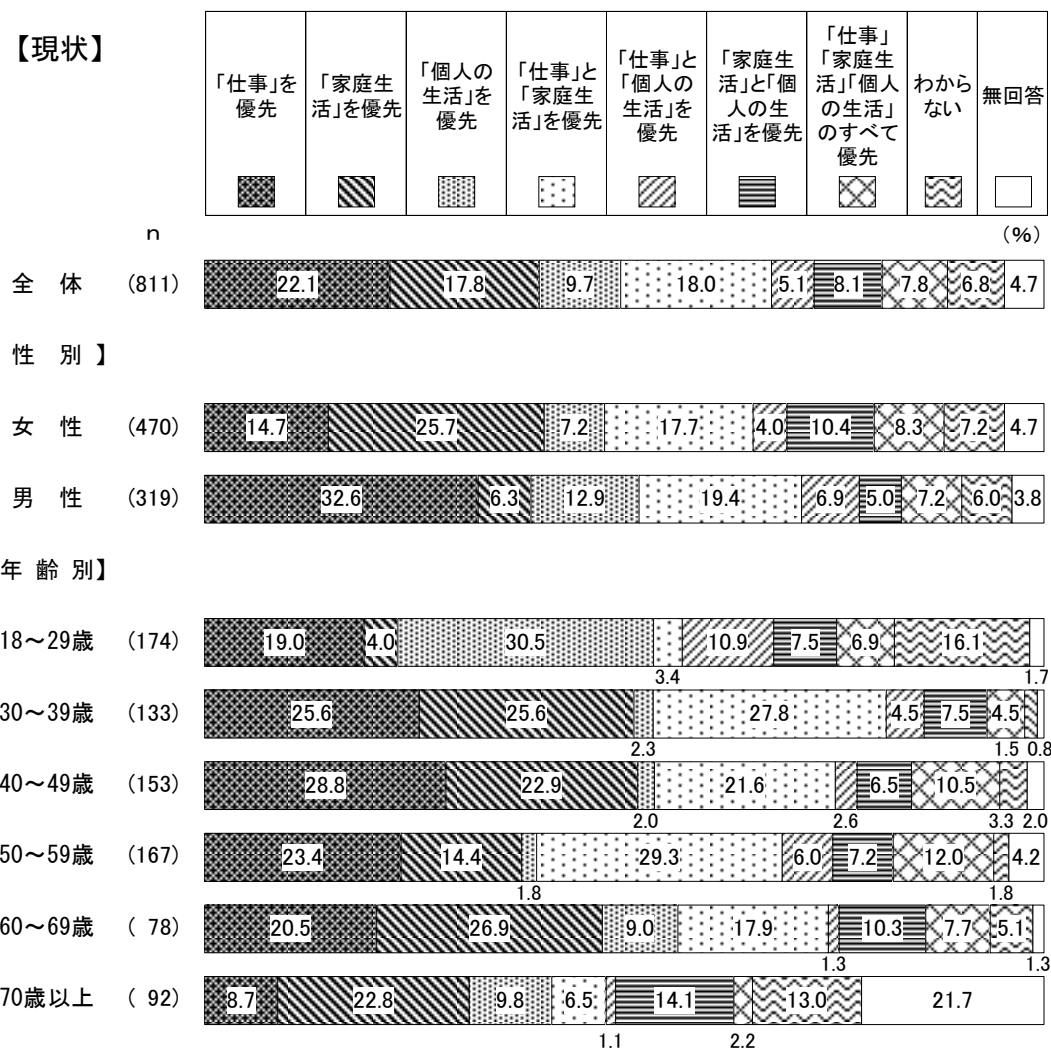 【現状】
「仕事」を
優先
「家庭生
活」を優先
「個人の
生活」を
優先
「仕事」と
「家庭生
活」を優先
「仕事」と
「個人の
生活」を
優先
「家庭生
活」と「個
人の生
活」を優先
「仕事」
「家庭生
活」「個人
の生活」
のすべて
優先
わから
ない
無回答
n
(%)
全 体 (811) 22.1 17.8 9.7 18.0 5.1 8.1 7.8 6.8 4.7
性 別 】
女 性 (470) 14.7 25.7 7.2 17.7 4.0 10.4 8.3 7.2 4.7
男 性 (319) 32.6 6.3 12.9 19.4 6.9 5.0 7.2 6.0 3.8
年 齢 別】
18～29歳 (174) 19.0 4.0 30.5 10.9 7.5 6.9 16.1
3.4 1.7
30～39歳 (133) 25.6 25.6 27.8 4.5 7.5 4.5
2.3 1.5 0.8
40～49歳 (153) 28.8 22.9 21.6 6.5 10.5
2.0 2.6 3.3 2.0
50～59歳 (167) 23.4 14.4 29.3 6.0 7.2 12.0 4.2
1.8 1.8
60～69歳 ( 78) 20.5 26.9 9.0 17.9 10.3 7.7 5.1
1.3 1.3
70歳以上 ( 92) 8.7 22.8 9.8 6.5 14.1 13.0 21.7
1.1 2.2